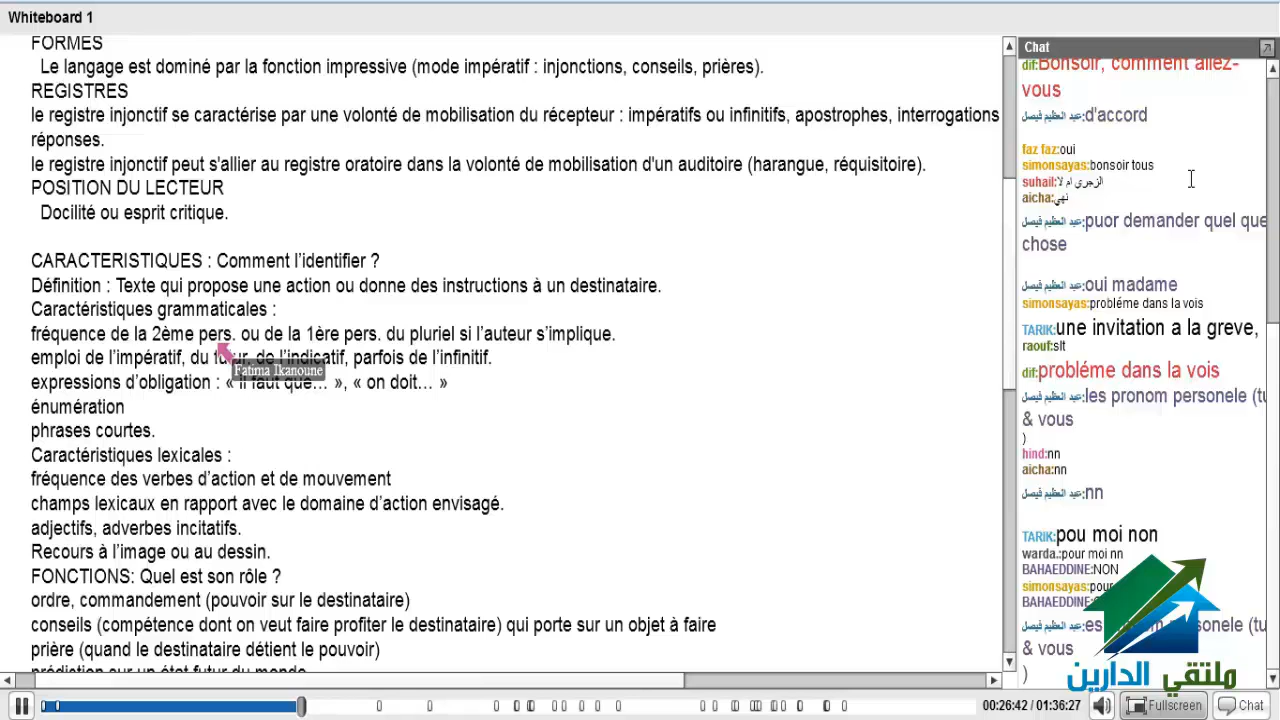 Whiteboard 1
FORMES
Le langage est dominé par la fonction impressive (mode impératif : injonctions, conseils, prières).
REGISTRES
le registre injonctif se caractérise par une volonté de mobilisation du récepteur : impératifs ou infinitifs, apostrophes, interrogations
réponses.
le registre injonctif peut s'allier au registre oratoire dans la volonté de mobilisation d'un auditoire (harangue, réquisitoire).
POSITION DU LECTEUR
Docilité ou esprit critique.
CARACTERISTIQUES : Comment l’identifier ?
Définition : Texte qui propose une action ou donne des instructions à un destinataire.
Caractéristiques grammaticales :
fréquence de la 2ème pers. ou de la 1ère pers. du pluriel si l’auteur s’implique.
emploi de l’impératif, du futur, de l’indicatif, parfois de l’infinitif.
Fatima Ikanoune
expressions d’obligation : « il faut que… », « on doit… »
énumération
phrases courtes.
Caractéristiques lexicales :
fréquence des verbes d’action et de mouvement
champs lexicaux en rapport avec le domaine d’action envisagé.
adjectifs, adverbes incitatifs.
Recours à l’image ou au dessin.
FONCTIONS: Quel est son rôle ?
ordre, commandement (pouvoir sur le destinataire)
conseils (compétence dont on veut faire profiter le destinataire) qui porte sur un objet à faire
prière (quand le destinataire détient le pouvoir)
prédiction sur un état futur du monde
Chat
dif:Bonsoir, comment allez-
vous
عبد العظيم فيصل:d'accord
faz faz:oui
simonsayas:bonsoir tous
suhail:الزجري ام لا
aicha:نهي
عبد العظيم فيصل:puor demander quel que
chose
عبد العظيم فيصل:oui madame
simonsayas:probléme dans la vois
TARIK:une invitation a la greve,
raouf:slt
dif:probléme dans la vois
عبد العظيم فيصل:les pronom personele (tu
& vous
)
hind:nn
aicha:nn
عبد العظيم فيصل:nn
TARIK:pou moi non
warda.:pour moi nn
BAHAEDDINE:NON
simonsayas:pour
BAHAEDDINE:
عبد العظيم فيصل:es
personele (tu
& vous
)
ملتقي الدارين
00:26:42 / 01:36:27
Fullscreen
Chat